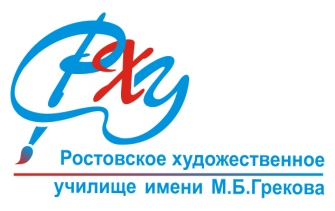 РХУ
Ростовское художественное
училище имени М.Б.Грекова